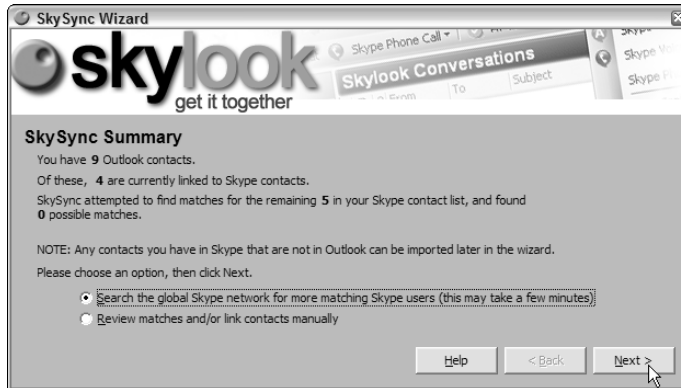 SkySync Wizard
skylook
get it together
Skype Phone Call
Skylook Conversations
From To Subject
Skype
SkySync Summary
You have 9 Outlook contacts.
Of these, 4 are currently linked to Skype contacts.
SkySync attempted to find matches for the remaining 5 in your Skype contact list, and found
0 possible matches.
NOTE: Any contacts you have in Skype that are not in Outlook can be imported later in the wizard.
Please choose an option, then click Next.
Search the global Skype network for more matching Skype users (this may take a few minutes)
Review matches and/or link contacts manually
Help < Back Next >